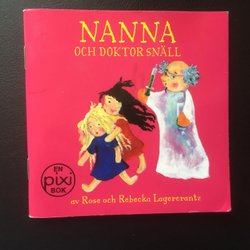 NANNA
OCH DOKTOR SNÄLL
EN
pixi
BOK
av Rose och Rebecka Lagercrantz